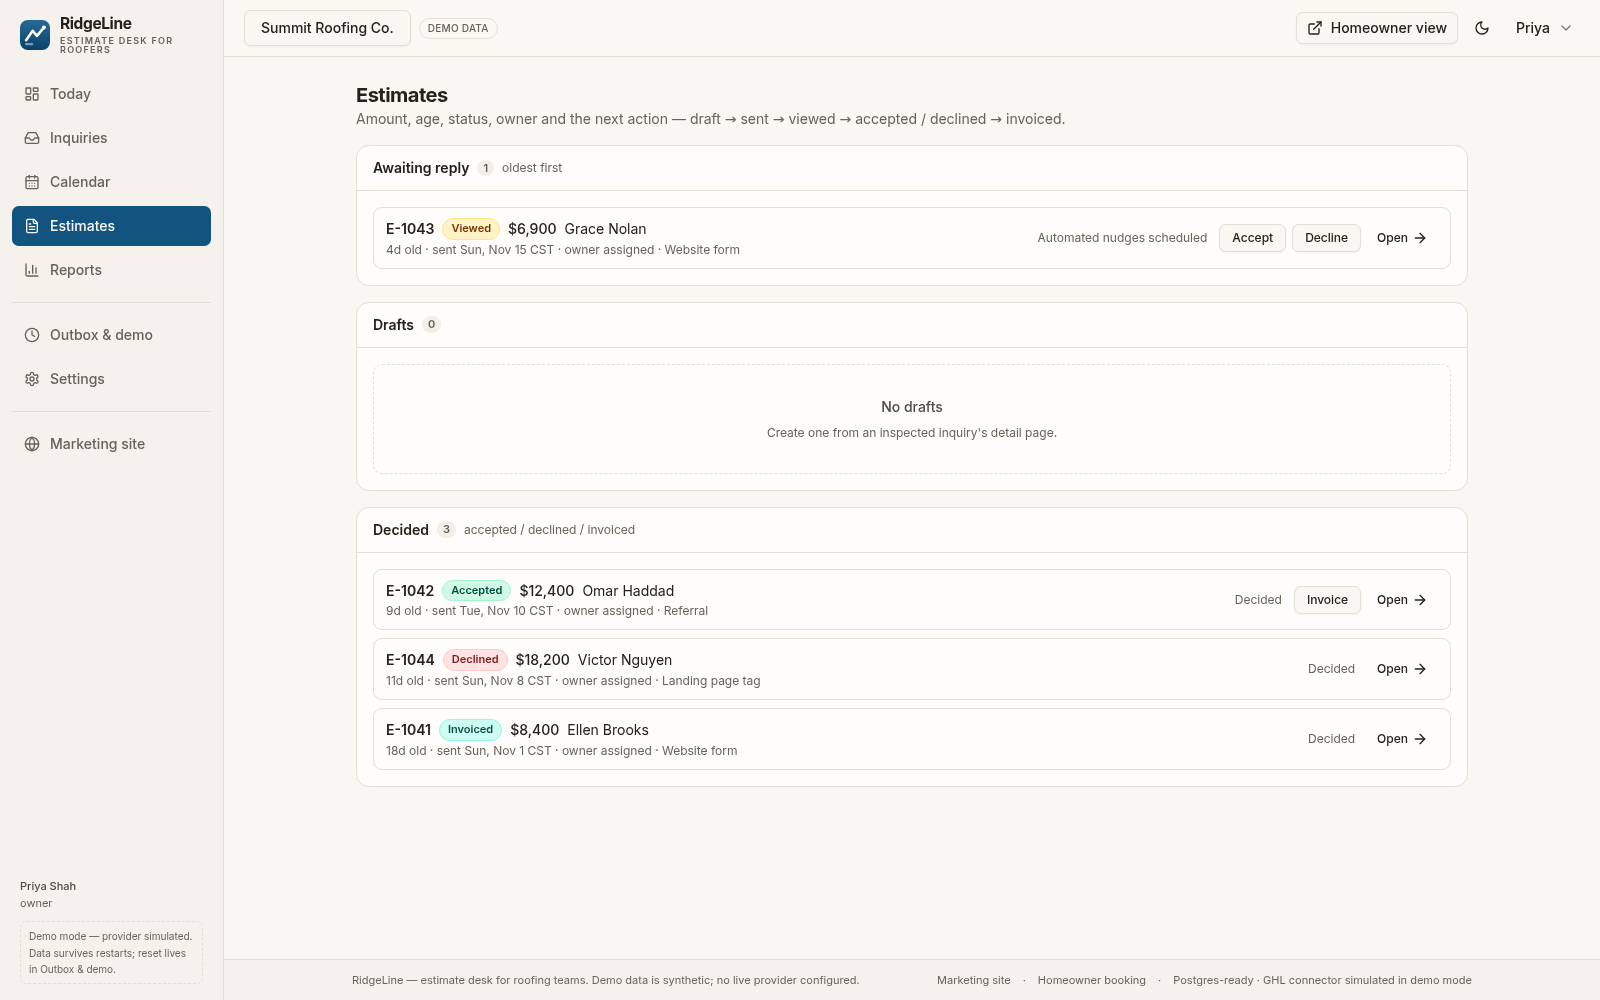 RidgeLine
ESTIMATE DESK FOR
ROOFERS
Summit Roofing Co.
DEMO DATA
Homeowner view
Priya
Today
Inquiries
Calendar
Estimates
Reports
Outbox & demo
Settings
Marketing site
Estimates
Amount, age, status, owner and the next action — draft → sent → viewed → accepted / declined → invoiced.
Awaiting reply 1 oldest first
E-1043 Viewed $6,900 Grace Nolan
4d old · sent Sun, Nov 15 CST · owner assigned · Website form
Automated nudges scheduled Accept Decline Open →
Drafts 0
No drafts
Create one from an inspected inquiry's detail page.
Decided 3 accepted / declined / invoiced
E-1042 Accepted $12,400 Omar Haddad
9d old · sent Tue, Nov 10 CST · owner assigned · Referral
Decided Invoice Open →
E-1044 Declined $18,200 Victor Nguyen
11d old · sent Sun, Nov 8 CST · owner assigned · Landing page tag
Decided Open →
E-1041 Invoiced $8,400 Ellen Brooks
18d old · sent Sun, Nov 1 CST · owner assigned · Website form
Decided Open →
Priya Shah
owner
Demo mode — provider simulated.
Data survives restarts; reset lives
in Outbox & demo.
RidgeLine — estimate desk for roofing teams. Demo data is synthetic; no live provider configured.
Marketing site · Homeowner booking · Postgres-ready · GHL connector simulated in demo mode